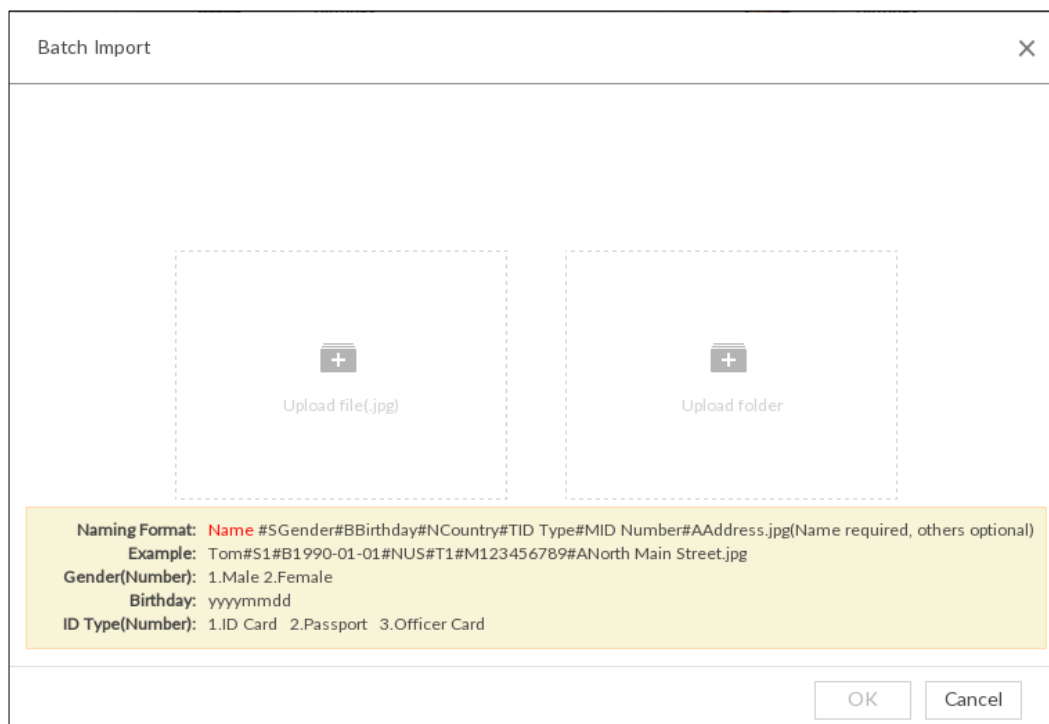 Batch Import
Upload file(.jpg)
Upload folder
Naming Format: Name #SGender#BBirthday#NCountry#TID Type#MID Number#AAddress.jpg(Name required, others optional)
Example: Tom#S1#B1990-01-01#NUS#T1#M123456789#ANorth Main Street.jpg
Gender(Number): 1.Male 2.Female
Birthday: yyyymmdd
ID Type(Number): 1.ID Card 2.Passport 3.Officer Card
OK
Cancel